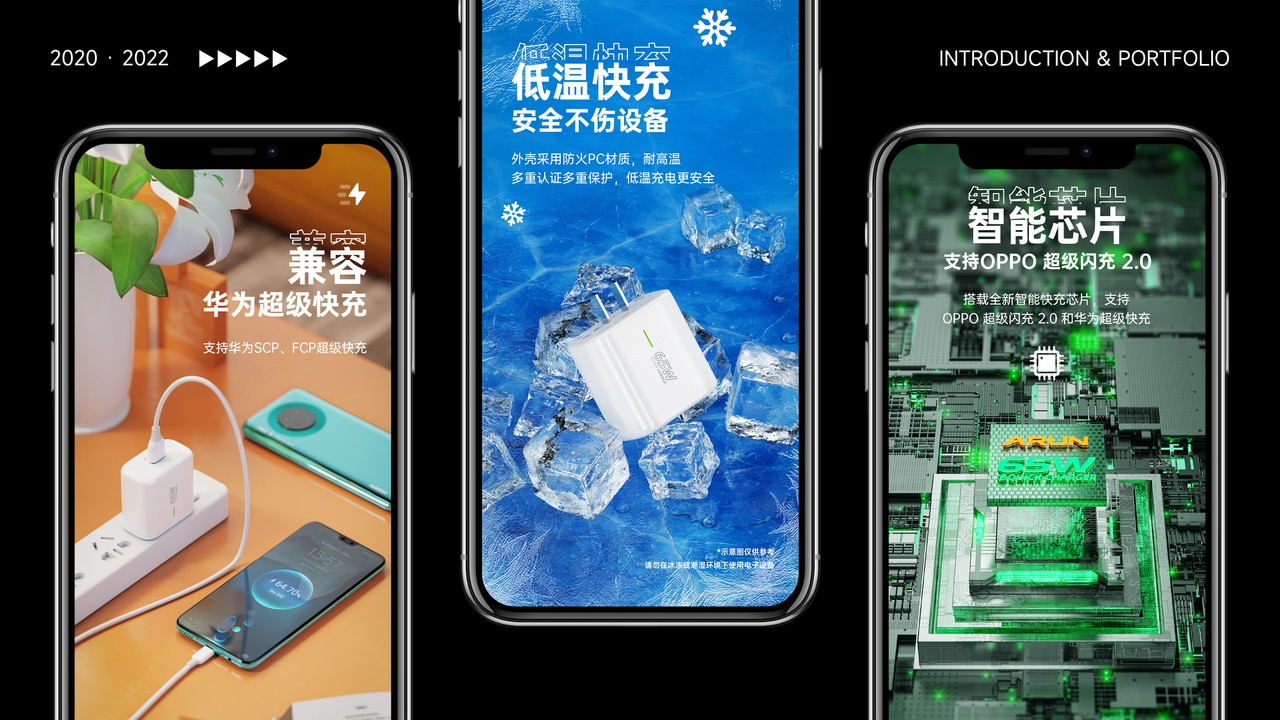 2020 · 2022
INTRODUCTION & PORTFOLIO
兼容
兼容
华为超级快充
支持华为SCP、FCP超级快充
65W
15:57
64.70%
低温快充
低温快充
安全不伤设备
外壳采用防火PC材质，耐高温
多重认证多重保护，低温充电更安全
65W
*示意图仅供参考
请勿在冰冻或潮湿环境下使用电子设备
智能芯片
智能芯片
支持OPPO 超级闪充 2.0
搭载全新智能快充芯片，支持
OPPO 超级闪充 2.0 和华为超级快充
ARUN
65W